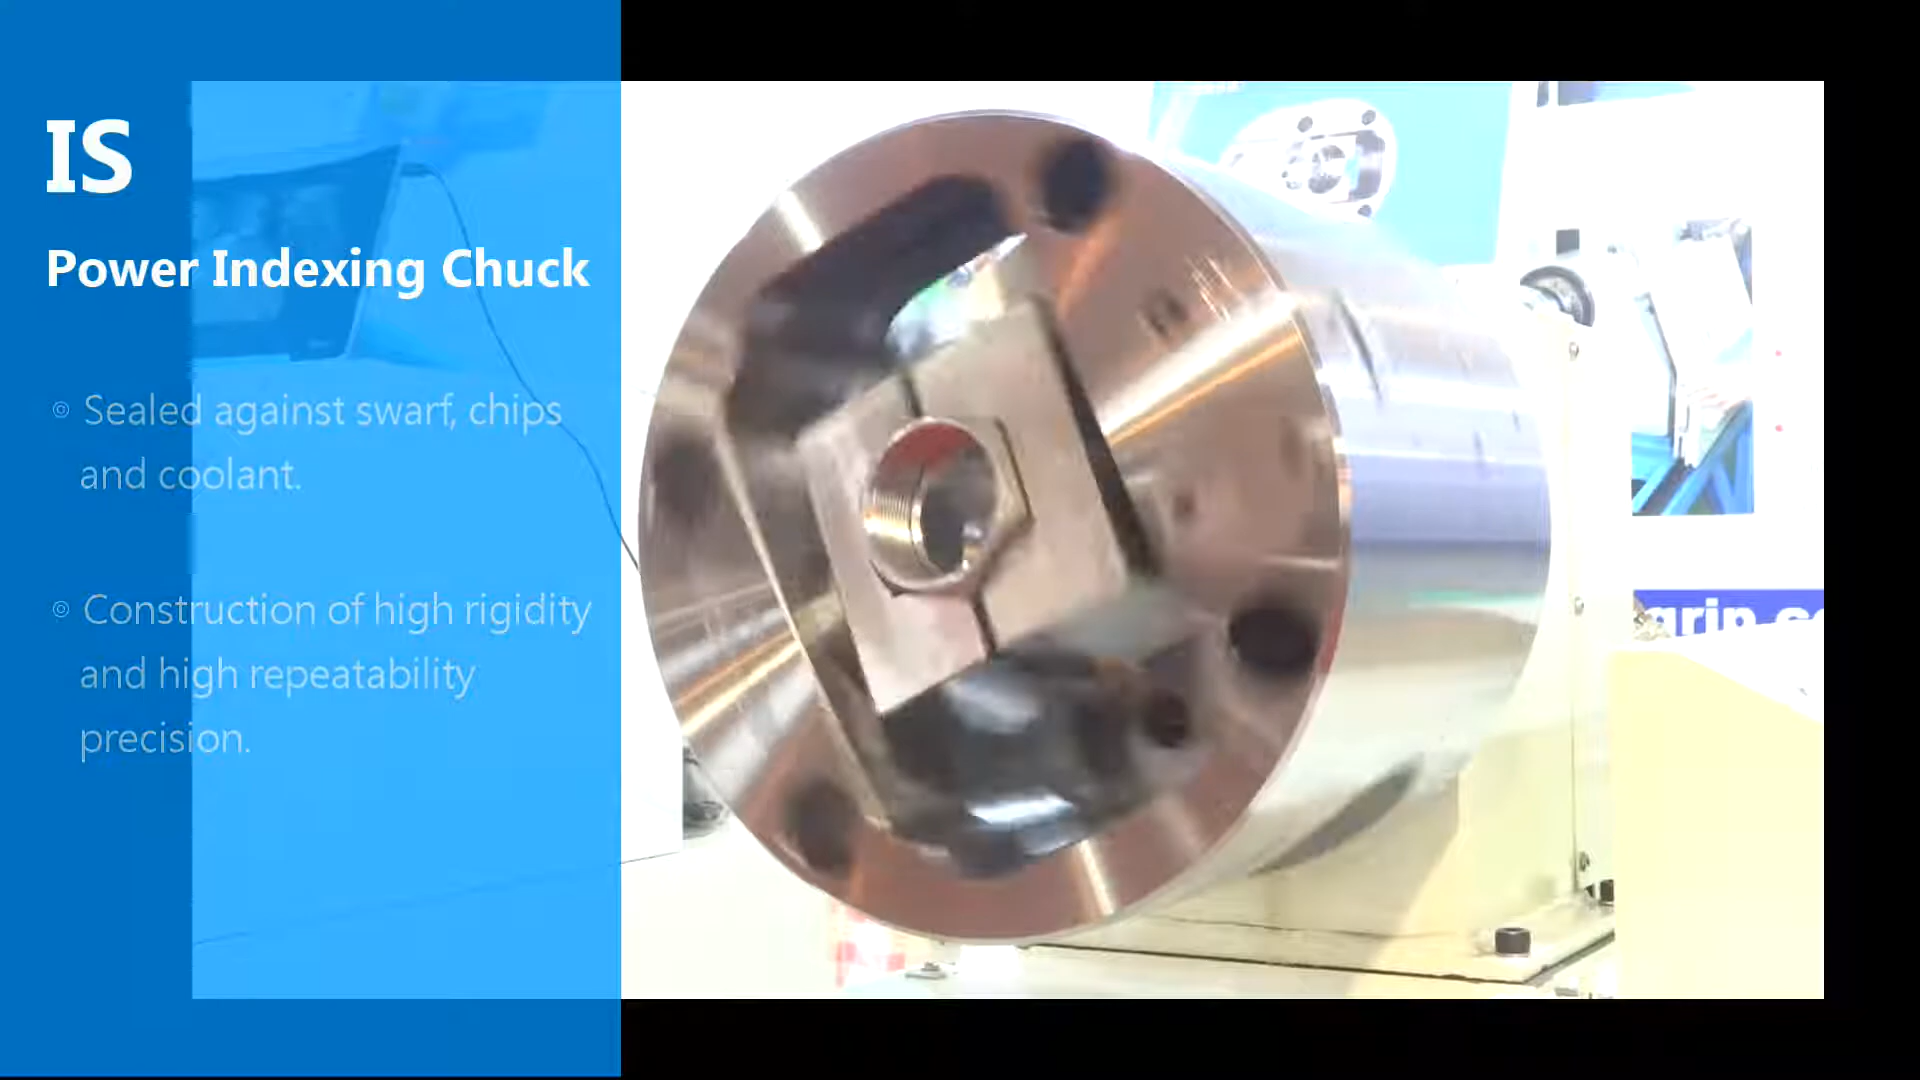 IS
Power Indexing Chuck
◎ Sealed against swarf, chips
and coolant.
◎ Construction of high rigidity
and high repeatability
precision.